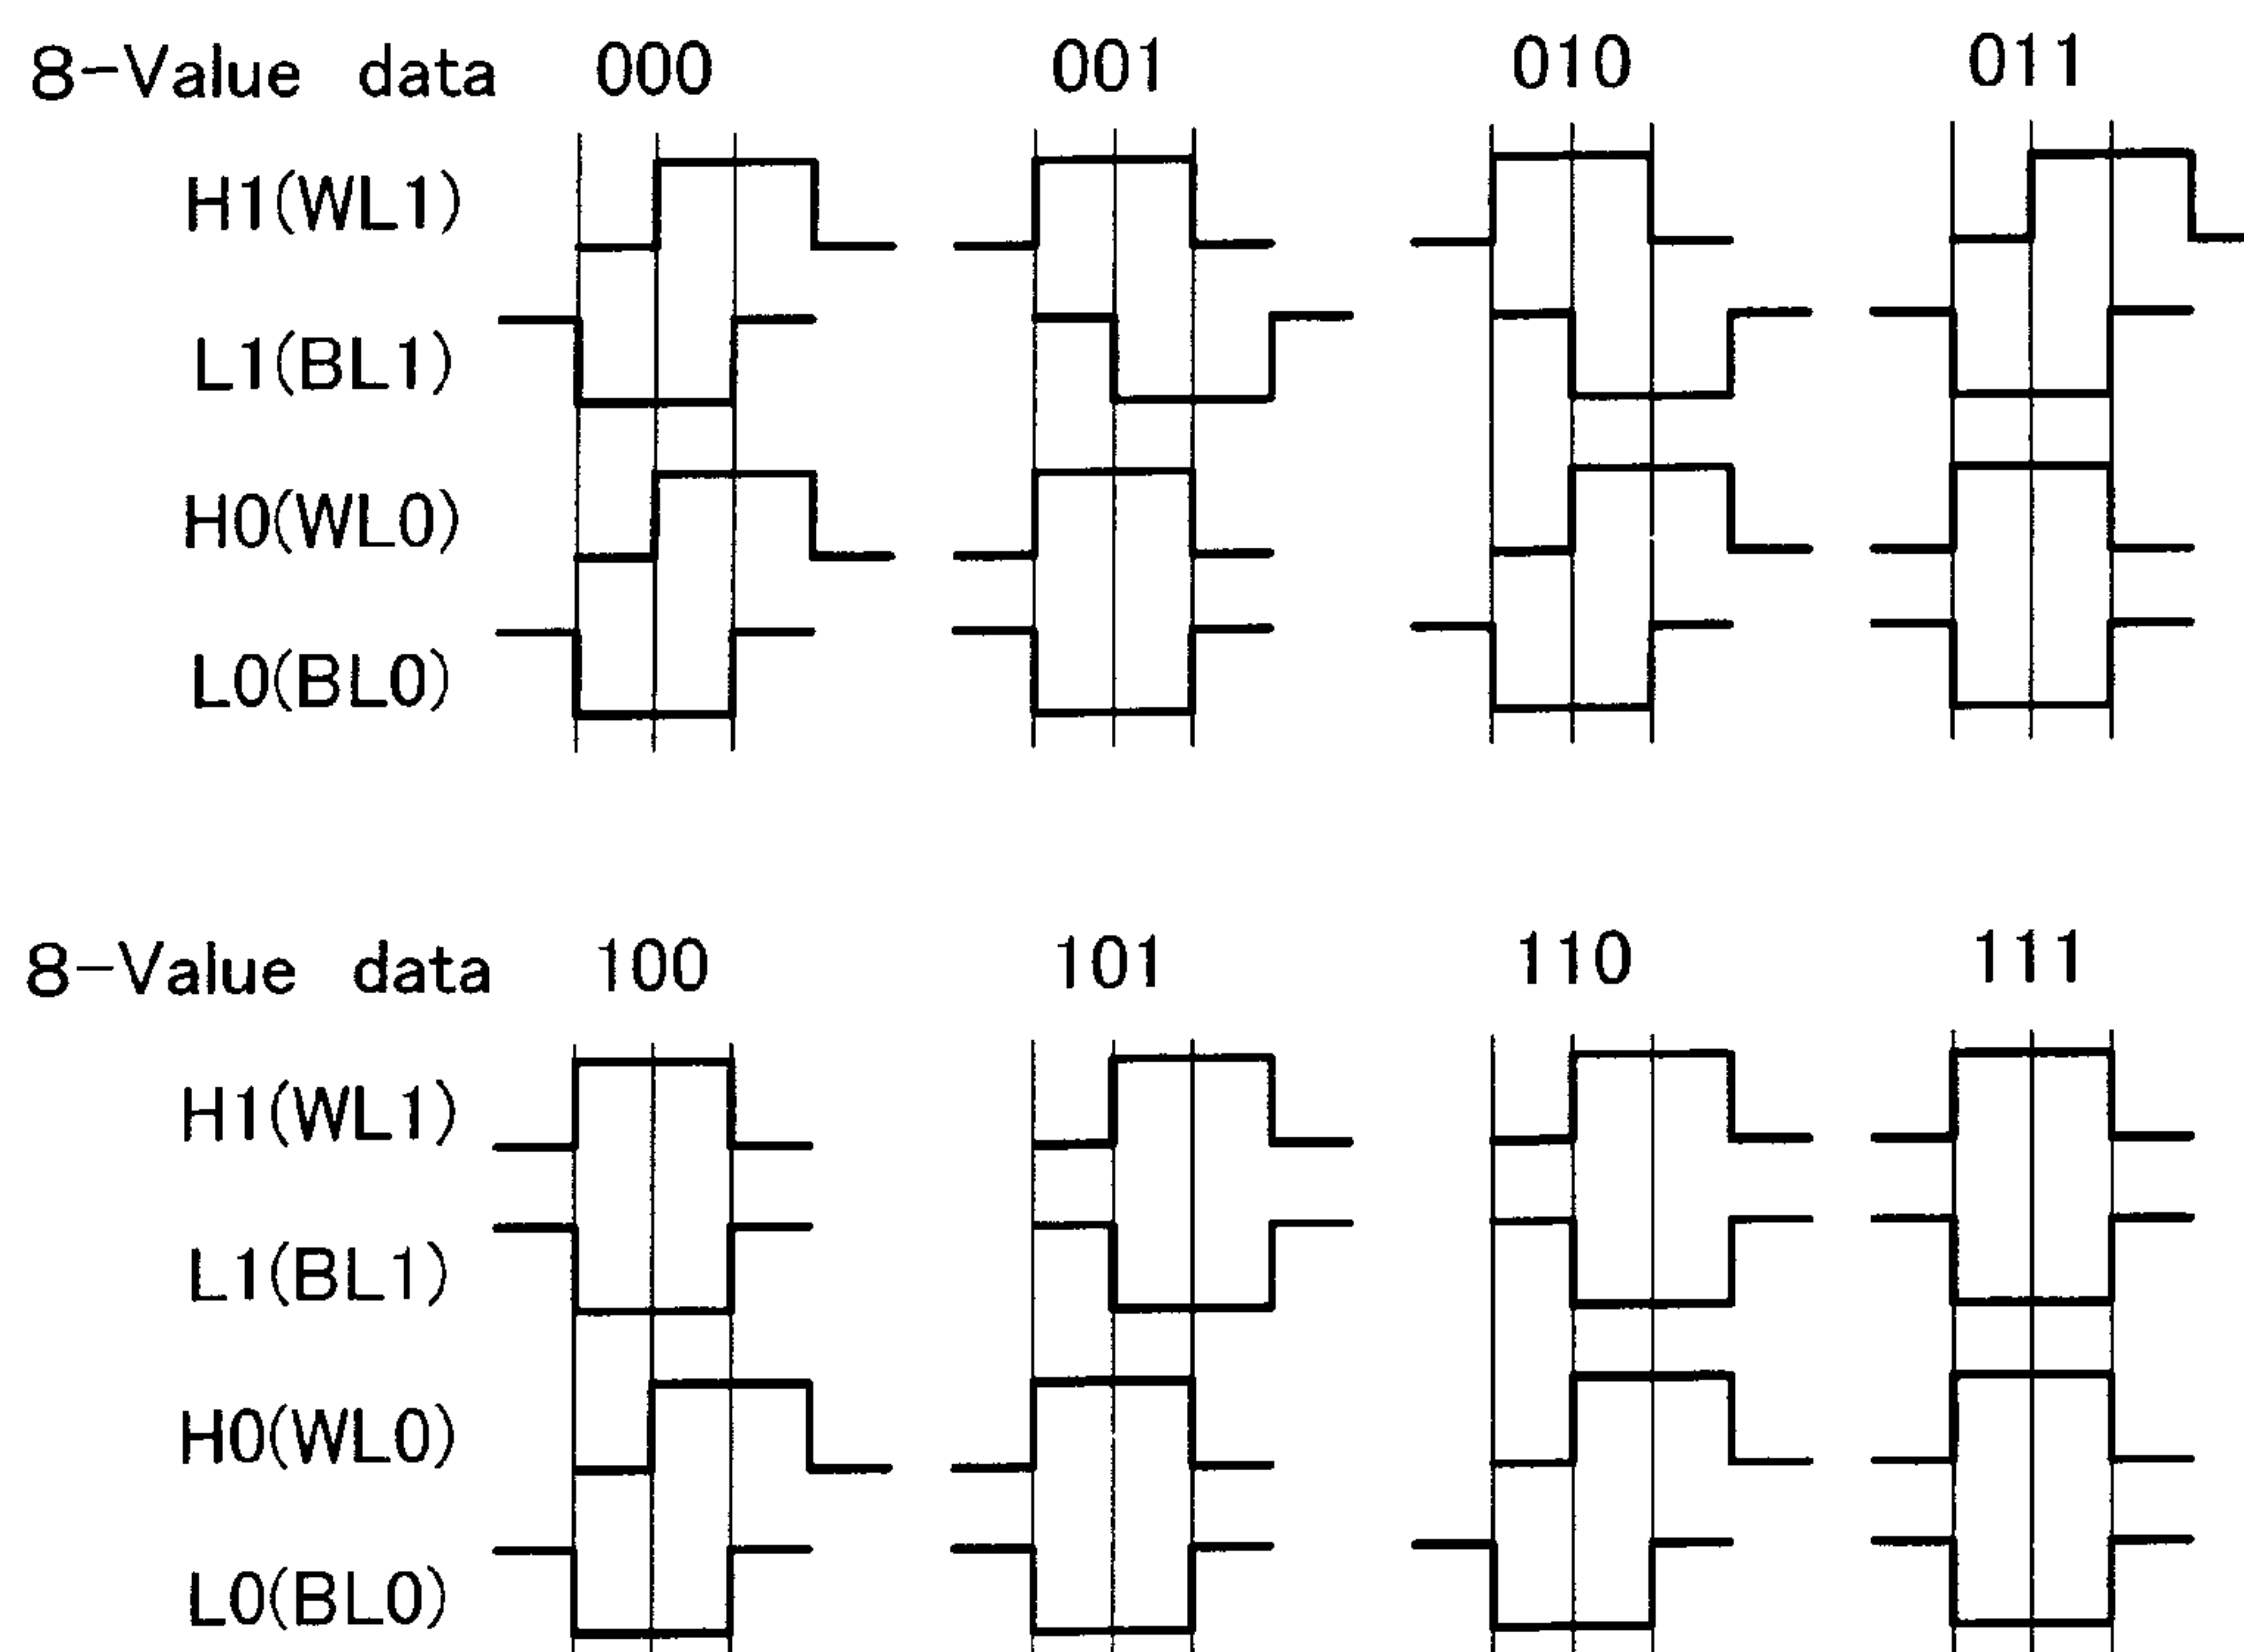 8-Value data 000 001 010 011
H1(WL1)
L1(BL1)
H0(WL0)
L0(BL0)
8-Value data 100 101 110 111
H1(WL1)
L1(BL1)
H0(WL0)
L0(BL0)